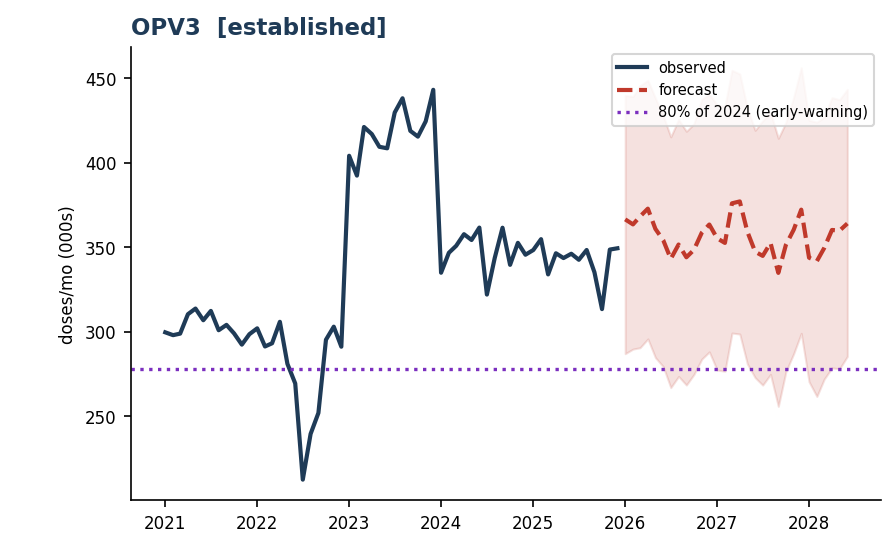 OPV3  [established]
observed
forecast
80% of 2024 (early-warning)
doses/mo (000s)
450
400
350
300
250
2021
2022
2023
2024
2025
2026
2027
2028